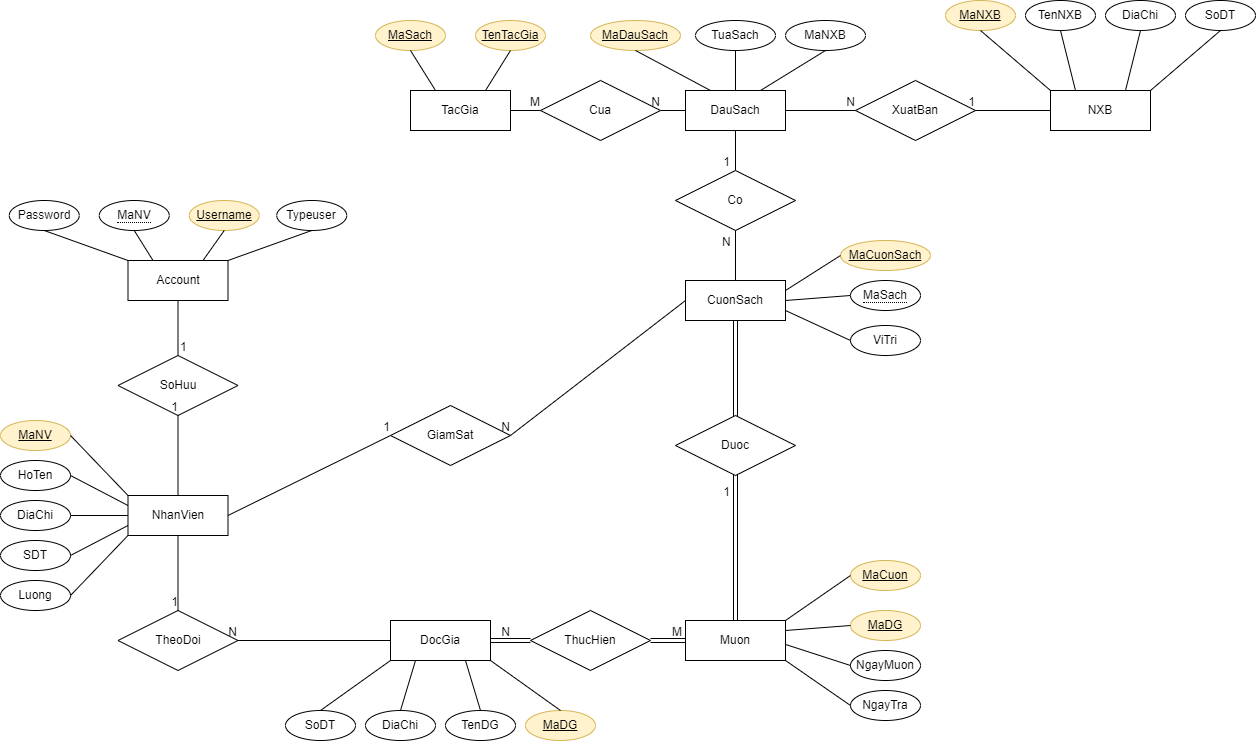 MaNXB
TenNXB
DiaChi
SoDT
MaSach
TenTacGia
MaDauSach
TuaSach
MaNXB
TacGia
M
Cua
N
DauSach
N
XuatBan
1
NXB
1
Co
N
Password
MaNV
Username
Typeuser
Account
MaCuonSach
CuonSach
MaSach
ViTri
1
SoHuu
1
MaNV
HoTen
DiaChi
SDT
Luong
NhanVien
1
GiamSat
N
Duoc
1
1
TheoDoi
N
DocGia
N
ThucHien
M
Muon
MaCuon
MaDG
NgayMuon
NgayTra
SoDT
DiaChi
TenDG
MaDG